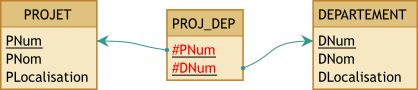 PROJET
PNum
PNom
PLocalisation
PROJ_DEP
#PNum
#DNum
DEPARTEMENT
DNum
DNom
DLocalisation